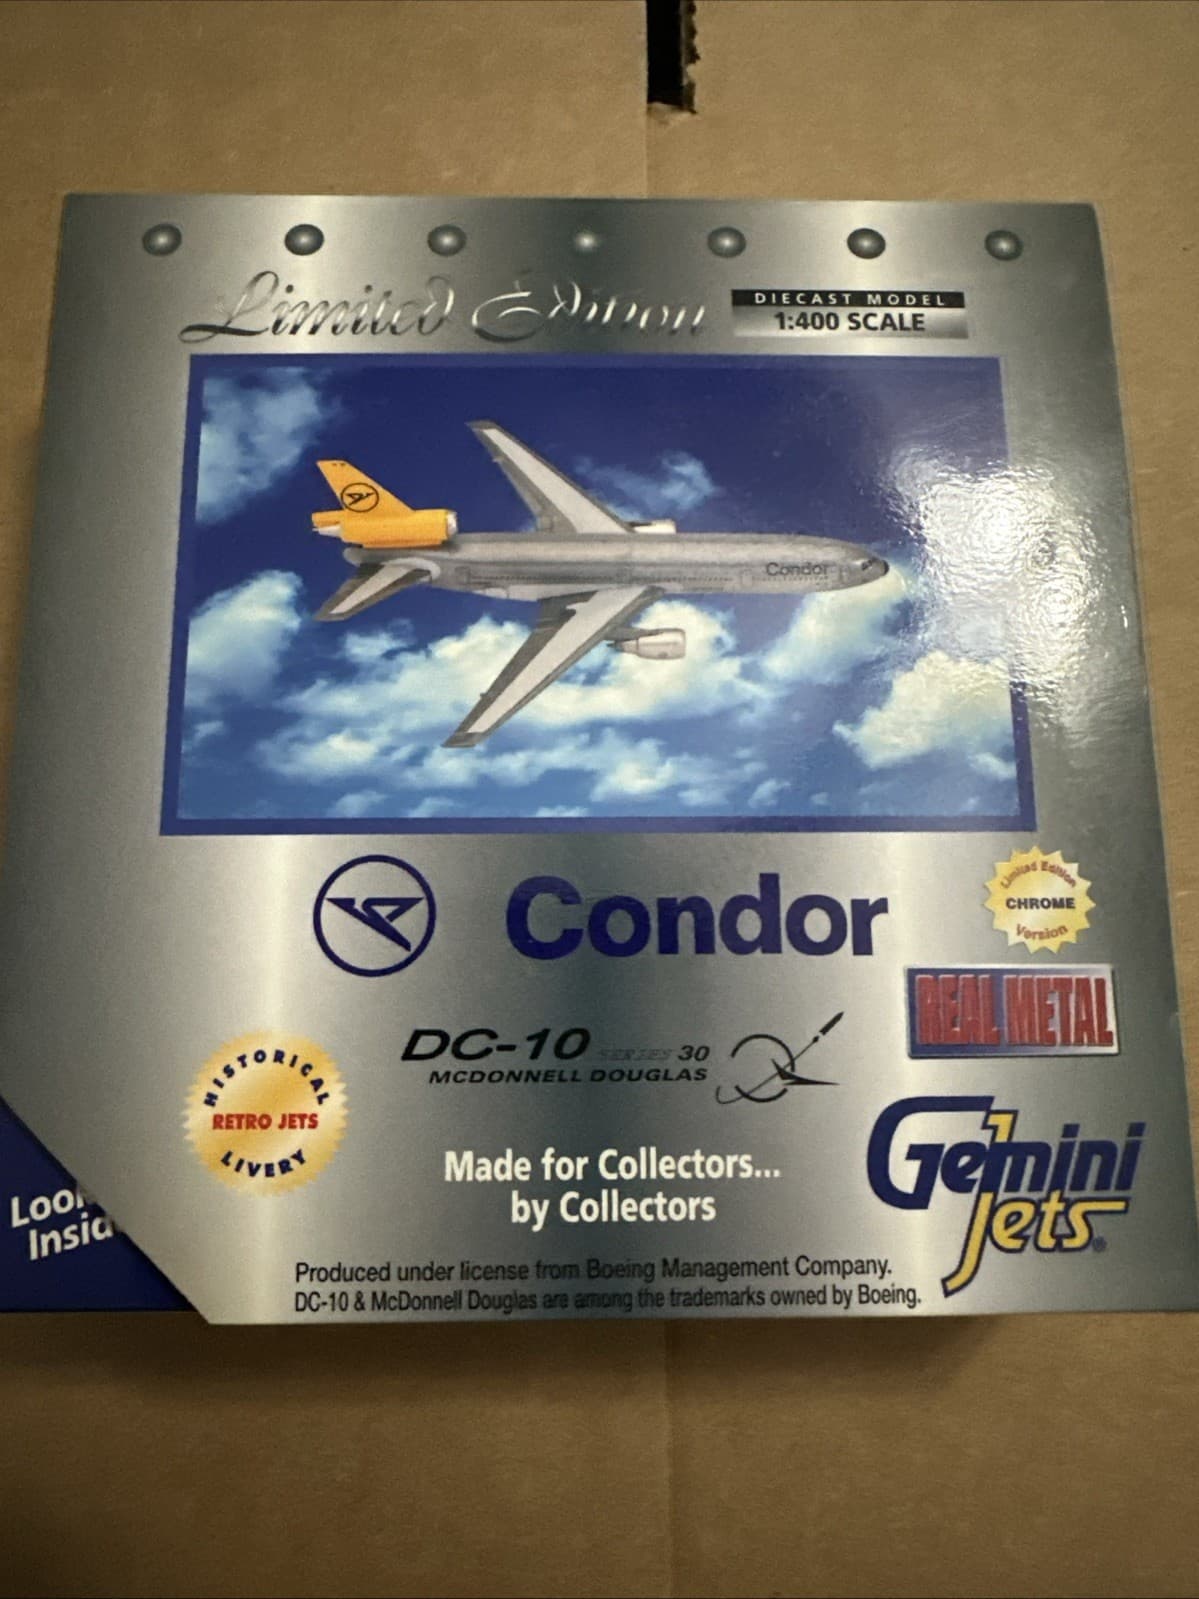 Limited Edition
DIECAST MODEL
1:400 SCALE
Condor
Condor
Limited Edition
CHROME
Version
REAL METAL
DC-10 SERIES 30
MCDONNELL DOUGLAS
HISTORICAL
RETRO JETS
LIVERY
Made for Collectors...
by Collectors
Gemini
Jets®
Look
Inside
Produced under license from Boeing Management Company.
DC-10 & McDonnell Douglas are among the trademarks owned by Boeing.